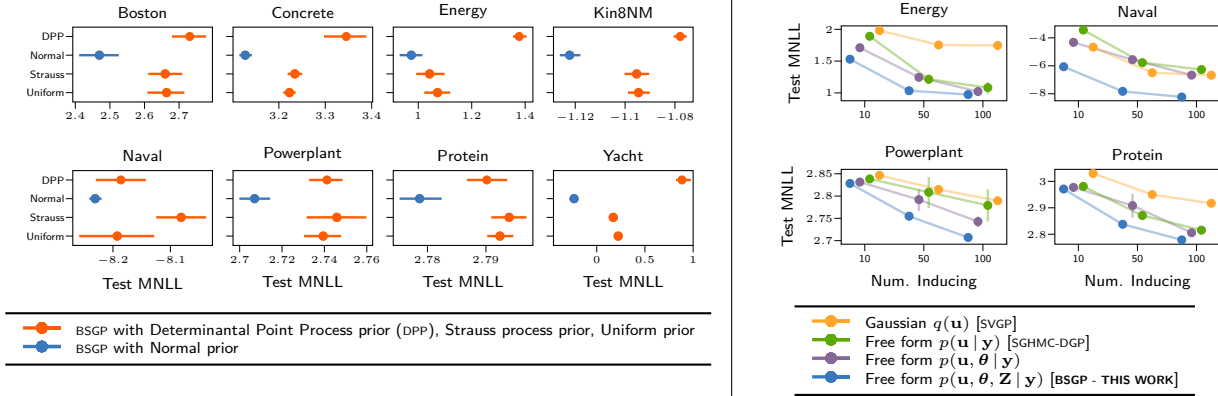 Boston
Concrete
Energy
Kin8NM
DPP
Normal
Strauss
Uniform
2.4 2.5 2.6 2.7
3.1 3.2 3.3 3.4
1 1.2 1.4
−1.12 −1.1 −1.08
Naval
Powerplant
Protein
Yacht
DPP
Normal
Strauss
Uniform
−8.2 −8.1
2.7 2.72 2.74 2.76
2.78 2.79
0 0.5 1
Test MNLL
Test MNLL
Test MNLL
Test MNLL
BSGP with Determinantal Point Process prior (DPP), Strauss process prior, Uniform prior
BSGP with Normal prior
Energy
Naval
Test MNLL
2
1.5
1
10 50 100
−4
−6
−8
10 50 100
Powerplant
Protein
Test MNLL
2.85
2.8
2.75
2.7
10 50 100
3
2.9
2.8
10 50 100
Num. Inducing
Num. Inducing
Gaussian q(u) [SVGP]
Free form p(u | y) [SGHMC-DGP]
Free form p(u, θ | y)
Free form p(u, θ, Z | y) [BSGP - THIS WORK]